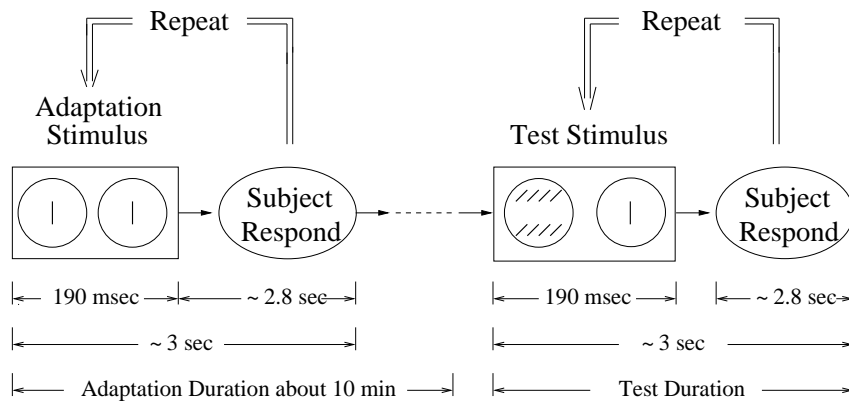 Repeat
Repeat
Adaptation
Stimulus
Test Stimulus
Subject
Respond
Subject
Respond
190 msec
~ 2.8 sec
190 msec
~ 2.8 sec
~ 3 sec
~ 3 sec
Adaptation Duration about 10 min
Test Duration